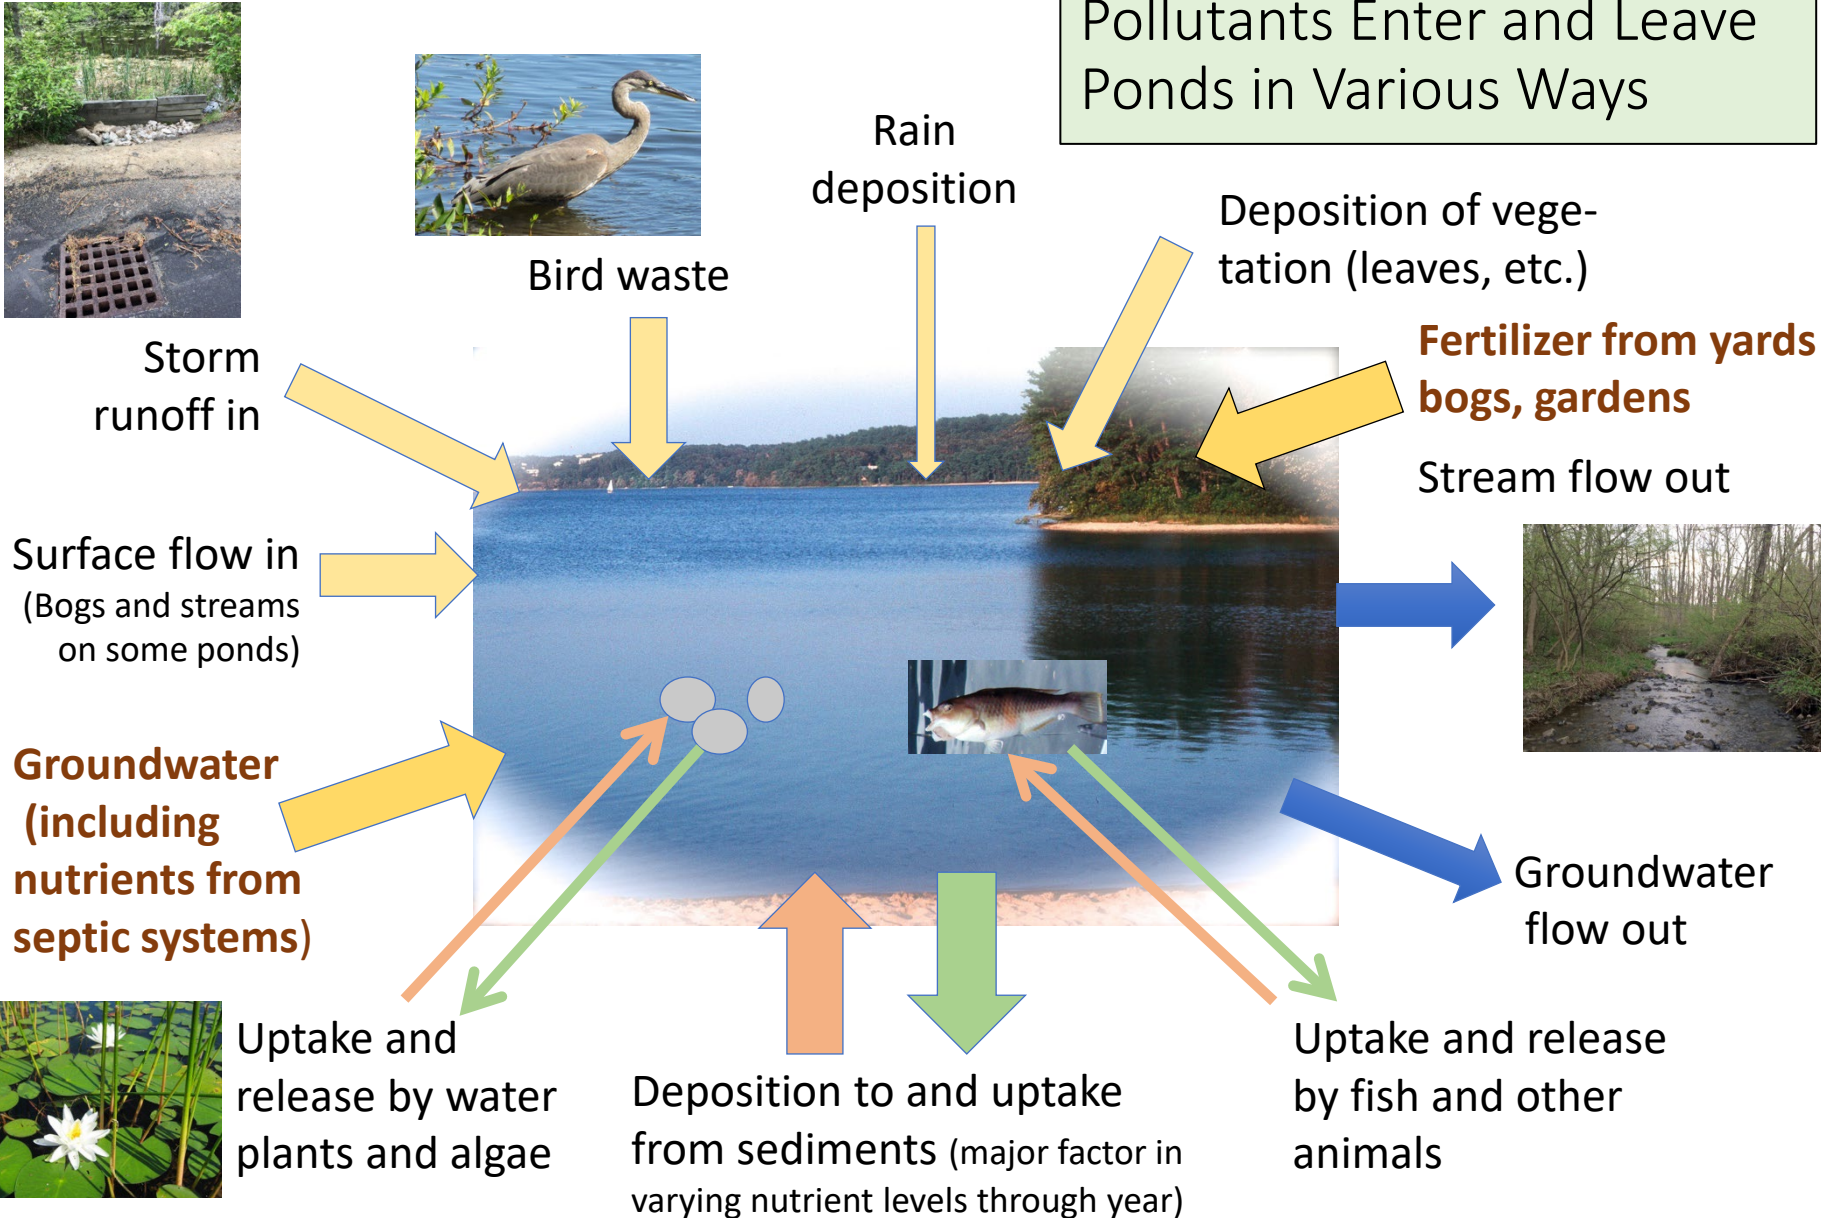 Pollutants Enter and Leave
Ponds in Various Ways
Rain
deposition
Deposition of vege-
tation (leaves, etc.)
Bird waste
Fertilizer from yards
bogs, gardens
Storm
runoff in
Stream flow out
Surface flow in
(Bogs and streams
on some ponds)
Groundwater
(including
nutrients from
septic systems)
Groundwater
flow out
Uptake and
release by water
plants and algae
Deposition to and uptake
from sediments (major factor in
varying nutrient levels through year)
Uptake and release
by fish and other
animals